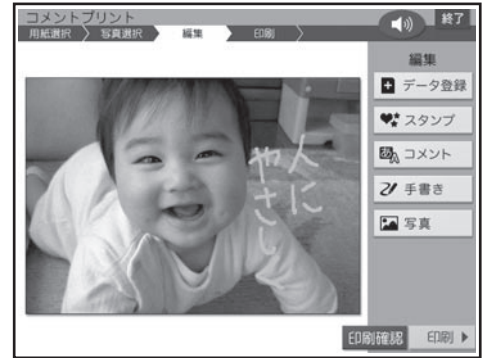 コメントプリント
終了
用紙選択
写真選択
編集
印刷
編集
データ登録
スタンプ
あA コメント
手書き
写真
人に
やさしい
印刷確認
印刷